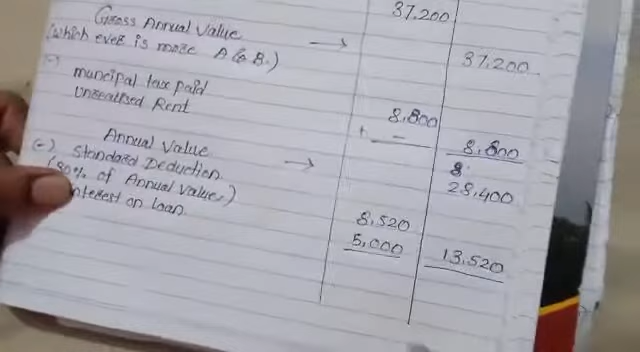 37,200
Gross Annual Value
(which ever is more A (or B.) → 37,200
(-)
muncipal tax paid 8,800
unrealised Rent + - 8,800
Annual Value 28,400
(-) Standard Deduction →
(30% of Annual Value) 8,520
interest on loan 5,000 13,520